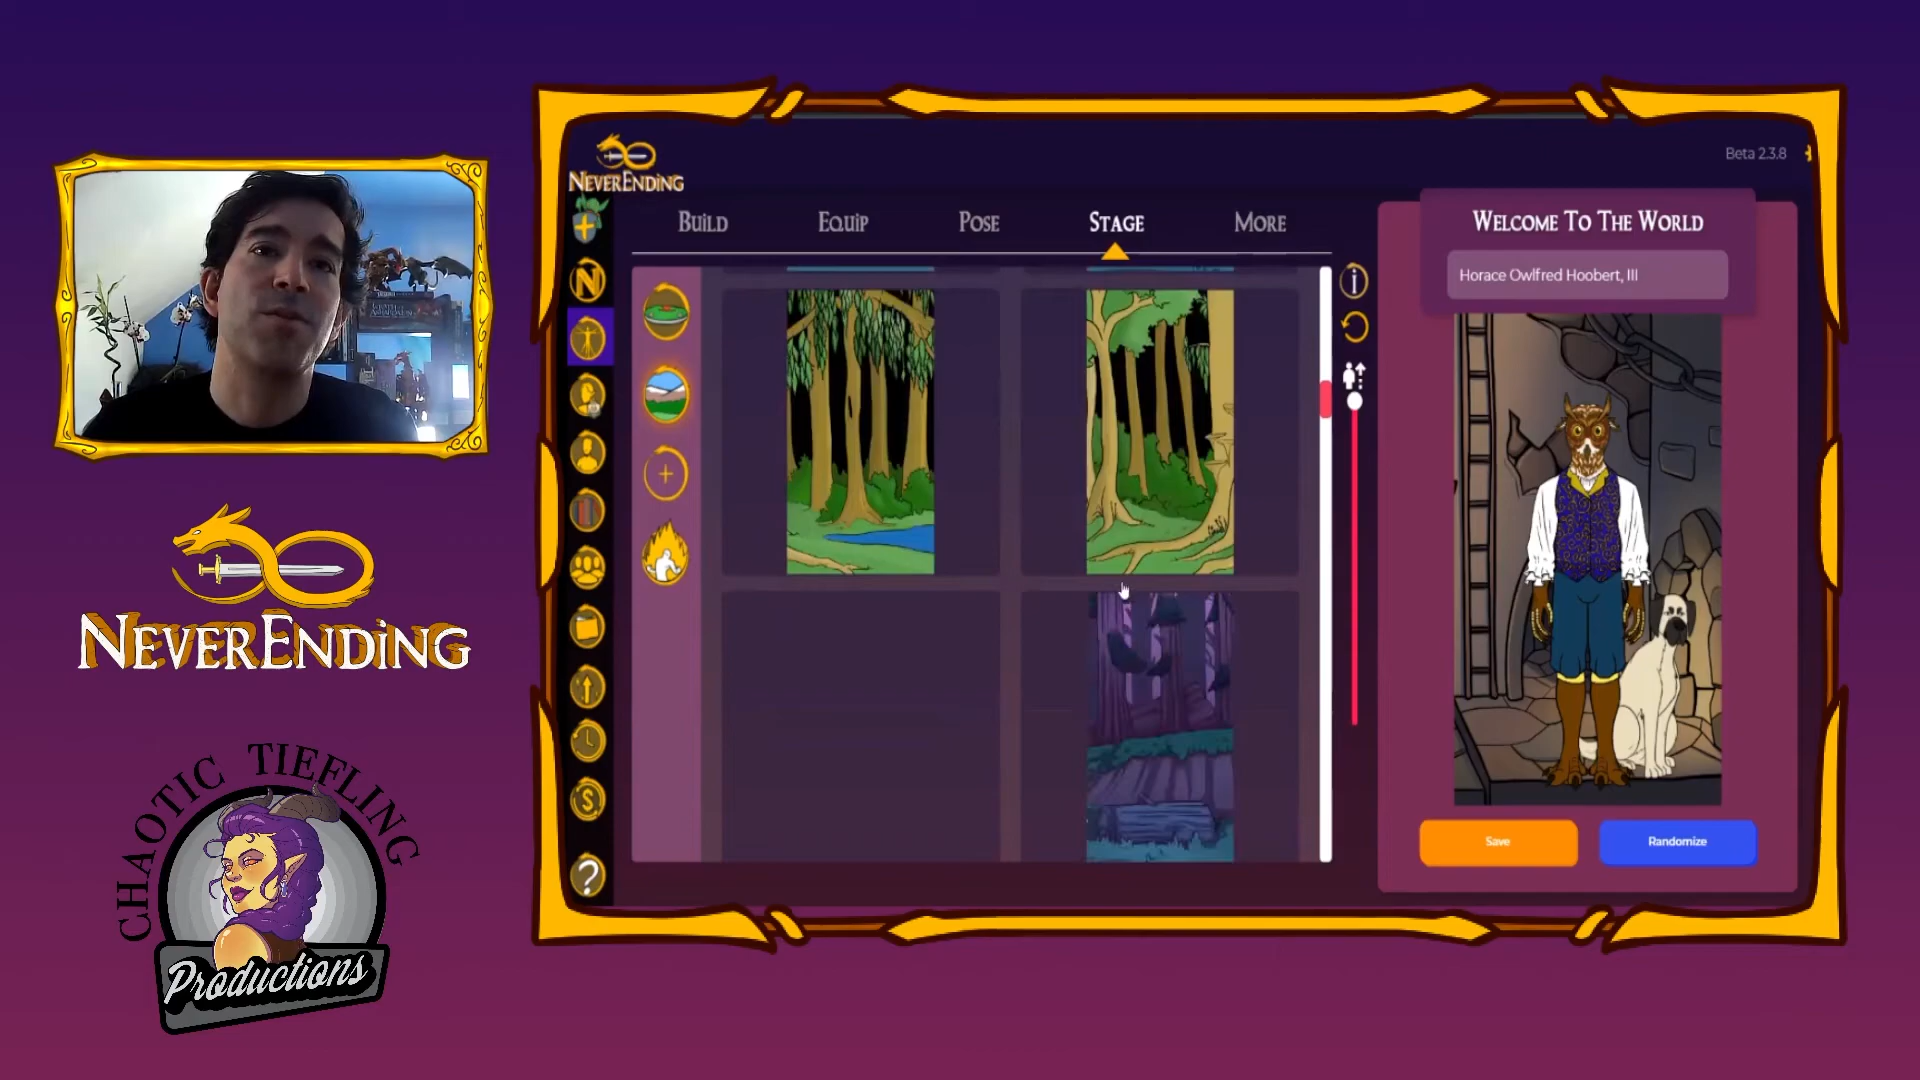 NEVERENDING
Beta 2.3.8
BUILD
EQUIP
POSE
STAGE
MORE
WELCOME TO THE WORLD
Horace Owlfred Hoobert, III
Save
Randomize
NEVERENDING
CHAOTIC TIEFLING
Productions